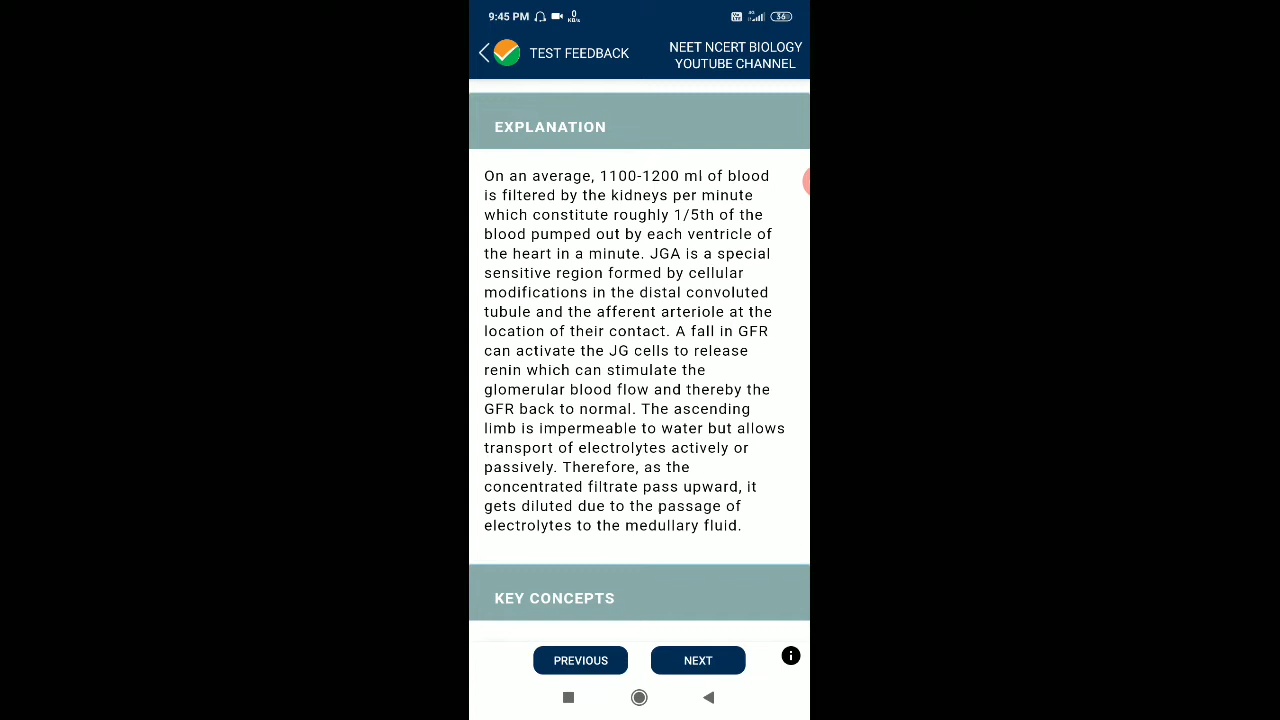 9:45 PM 0 KB/s 4G 36
TEST FEEDBACK
NEET NCERT BIOLOGY
YOUTUBE CHANNEL
EXPLANATION
On an average, 1100-1200 ml of blood
is filtered by the kidneys per minute
which constitute roughly 1/5th of the
blood pumped out by each ventricle of
the heart in a minute. JGA is a special
sensitive region formed by cellular
modifications in the distal convoluted
tubule and the afferent arteriole at the
location of their contact. A fall in GFR
can activate the JG cells to release
renin which can stimulate the
glomerular blood flow and thereby the
GFR back to normal. The ascending
limb is impermeable to water but allows
transport of electrolytes actively or
passively. Therefore, as the
concentrated filtrate pass upward, it
gets diluted due to the passage of
electrolytes to the medullary fluid.
KEY CONCEPTS
PREVIOUS
NEXT